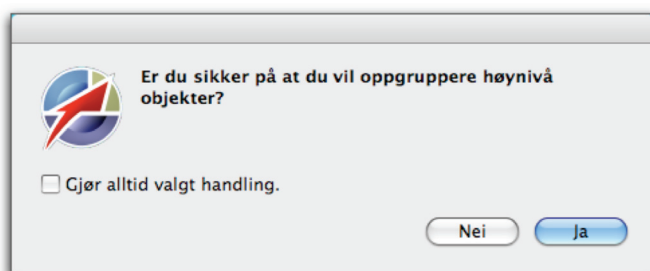 Er du sikker på at du vil oppgruppere høynivå
objekter?
Gjør alltid valgt handling.
Nei
Ja